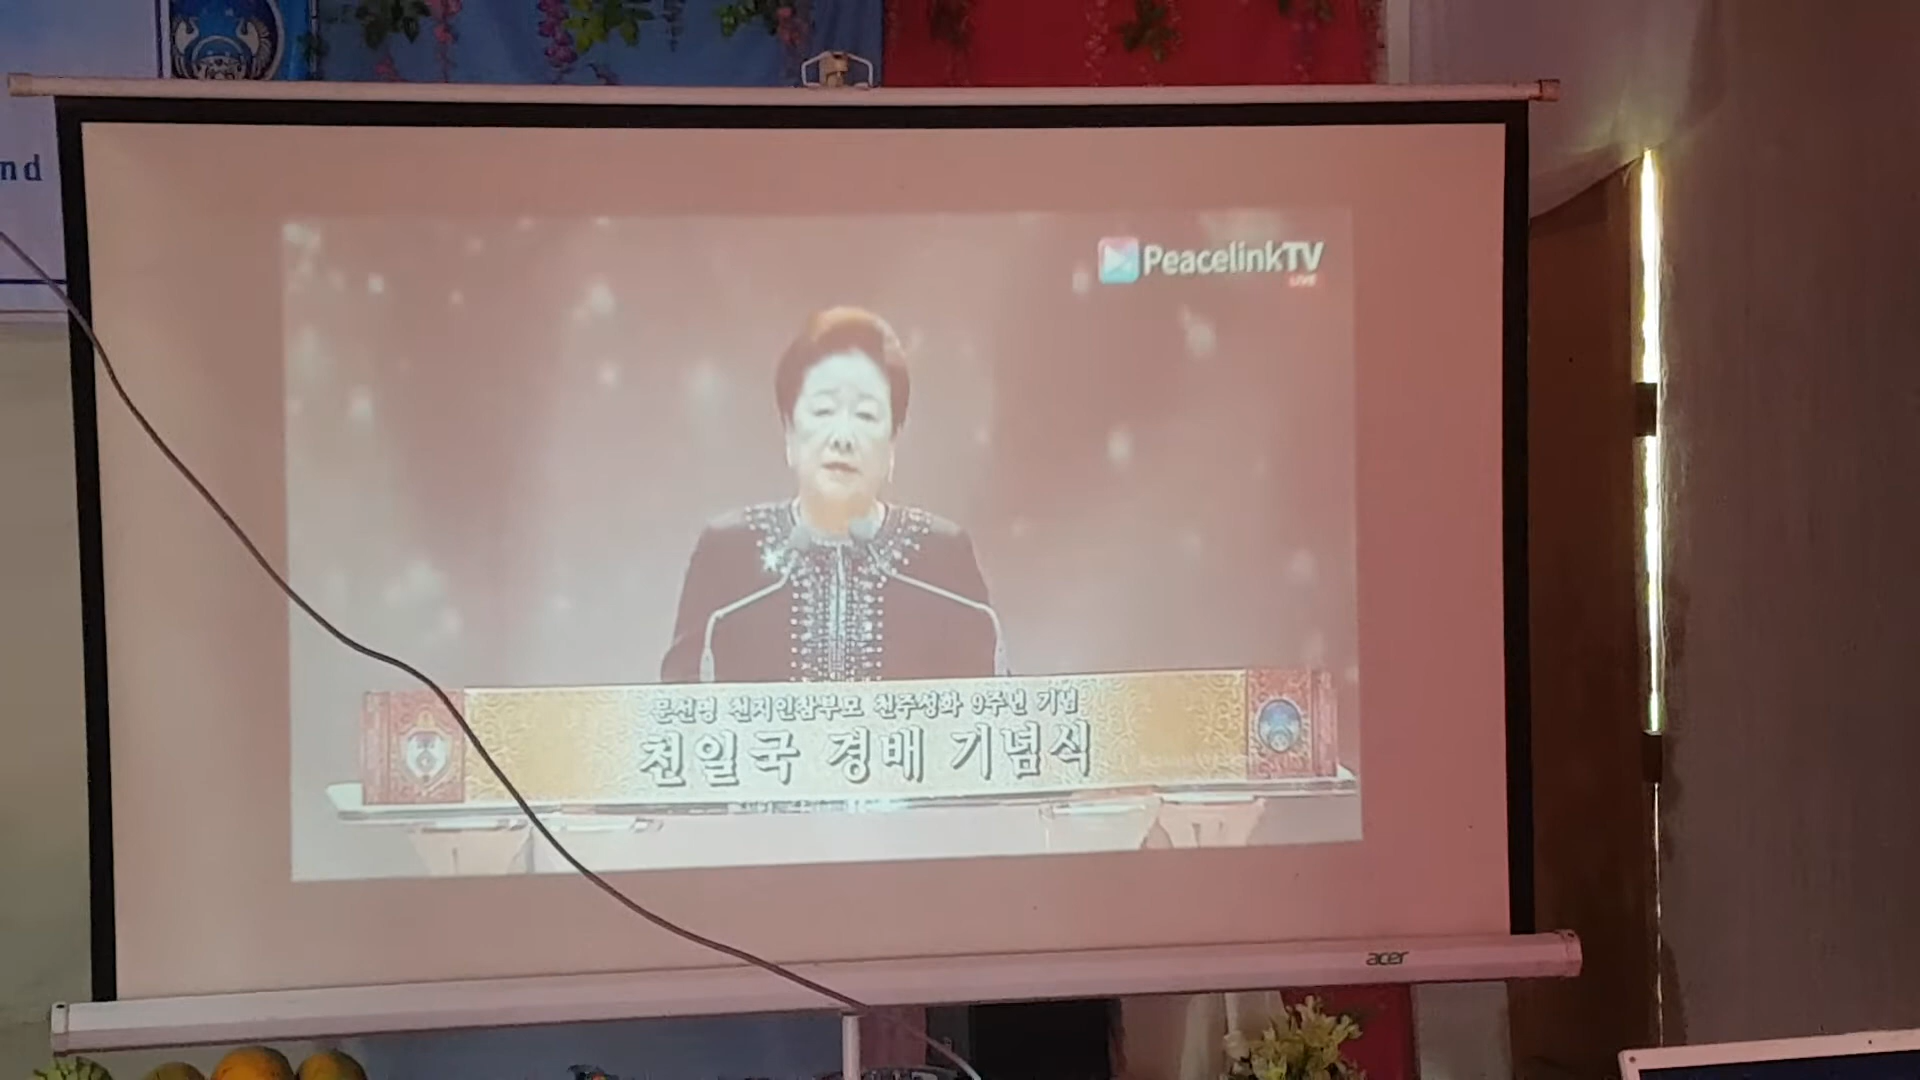 nd
PeacelinkTV
LIVE
문선명 천지인참부모 천주성화 9주년 기념
천일국 경배 기념식
acer